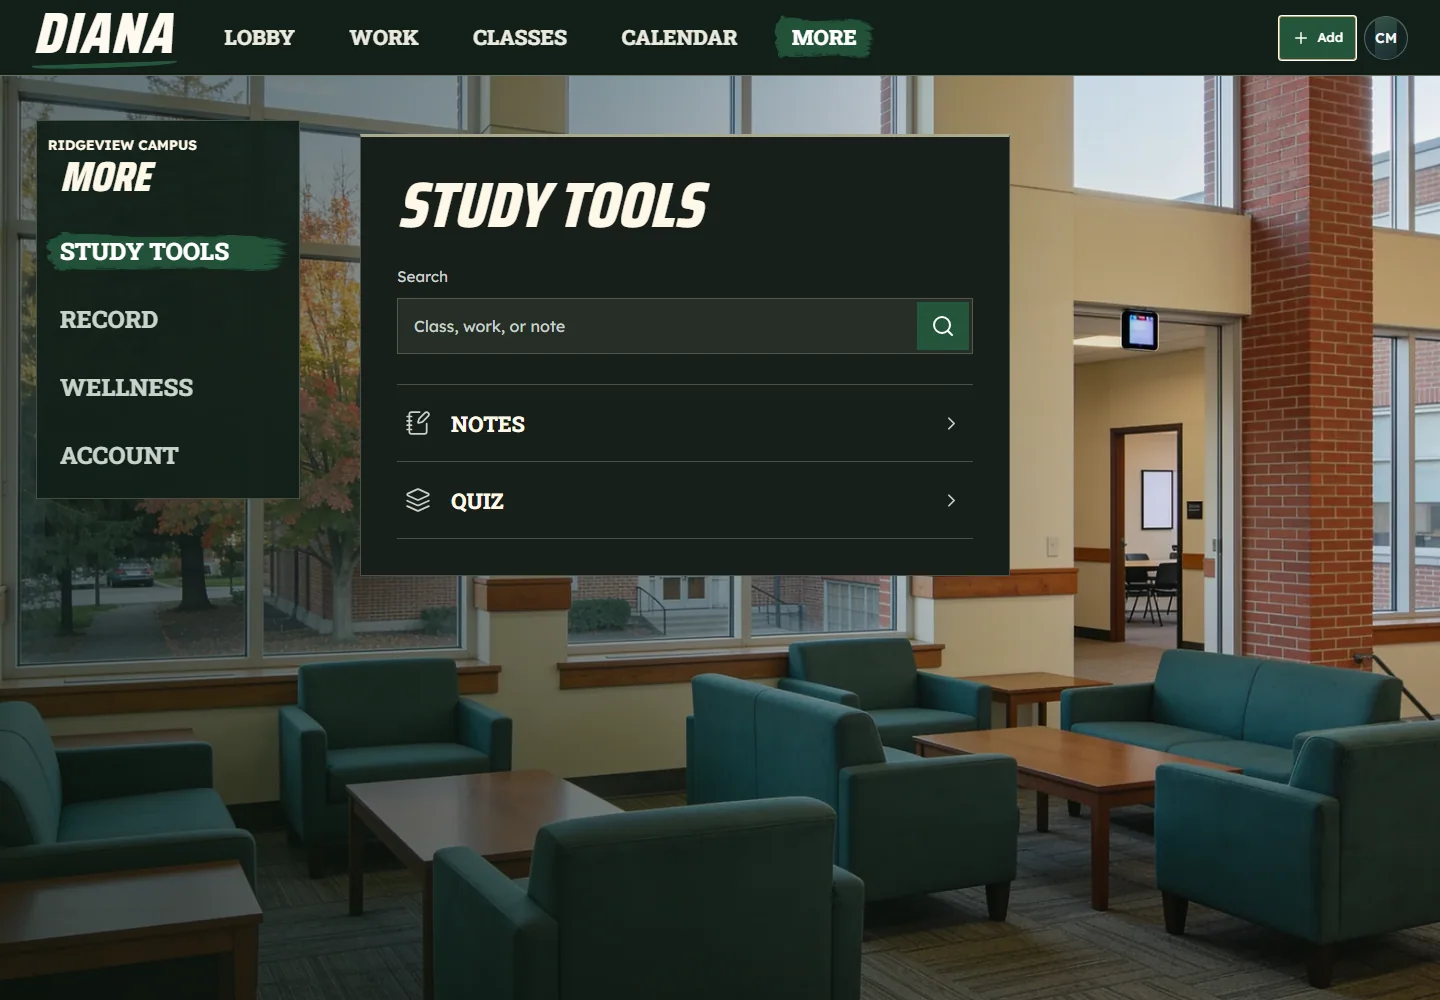 DIANA
LOBBY
WORK
CLASSES
CALENDAR
MORE
Add
CM
RIDGEVIEW CAMPUS
MORE
STUDY TOOLS
RECORD
WELLNESS
ACCOUNT
STUDY TOOLS
Search
Class, work, or note
NOTES
QUIZ